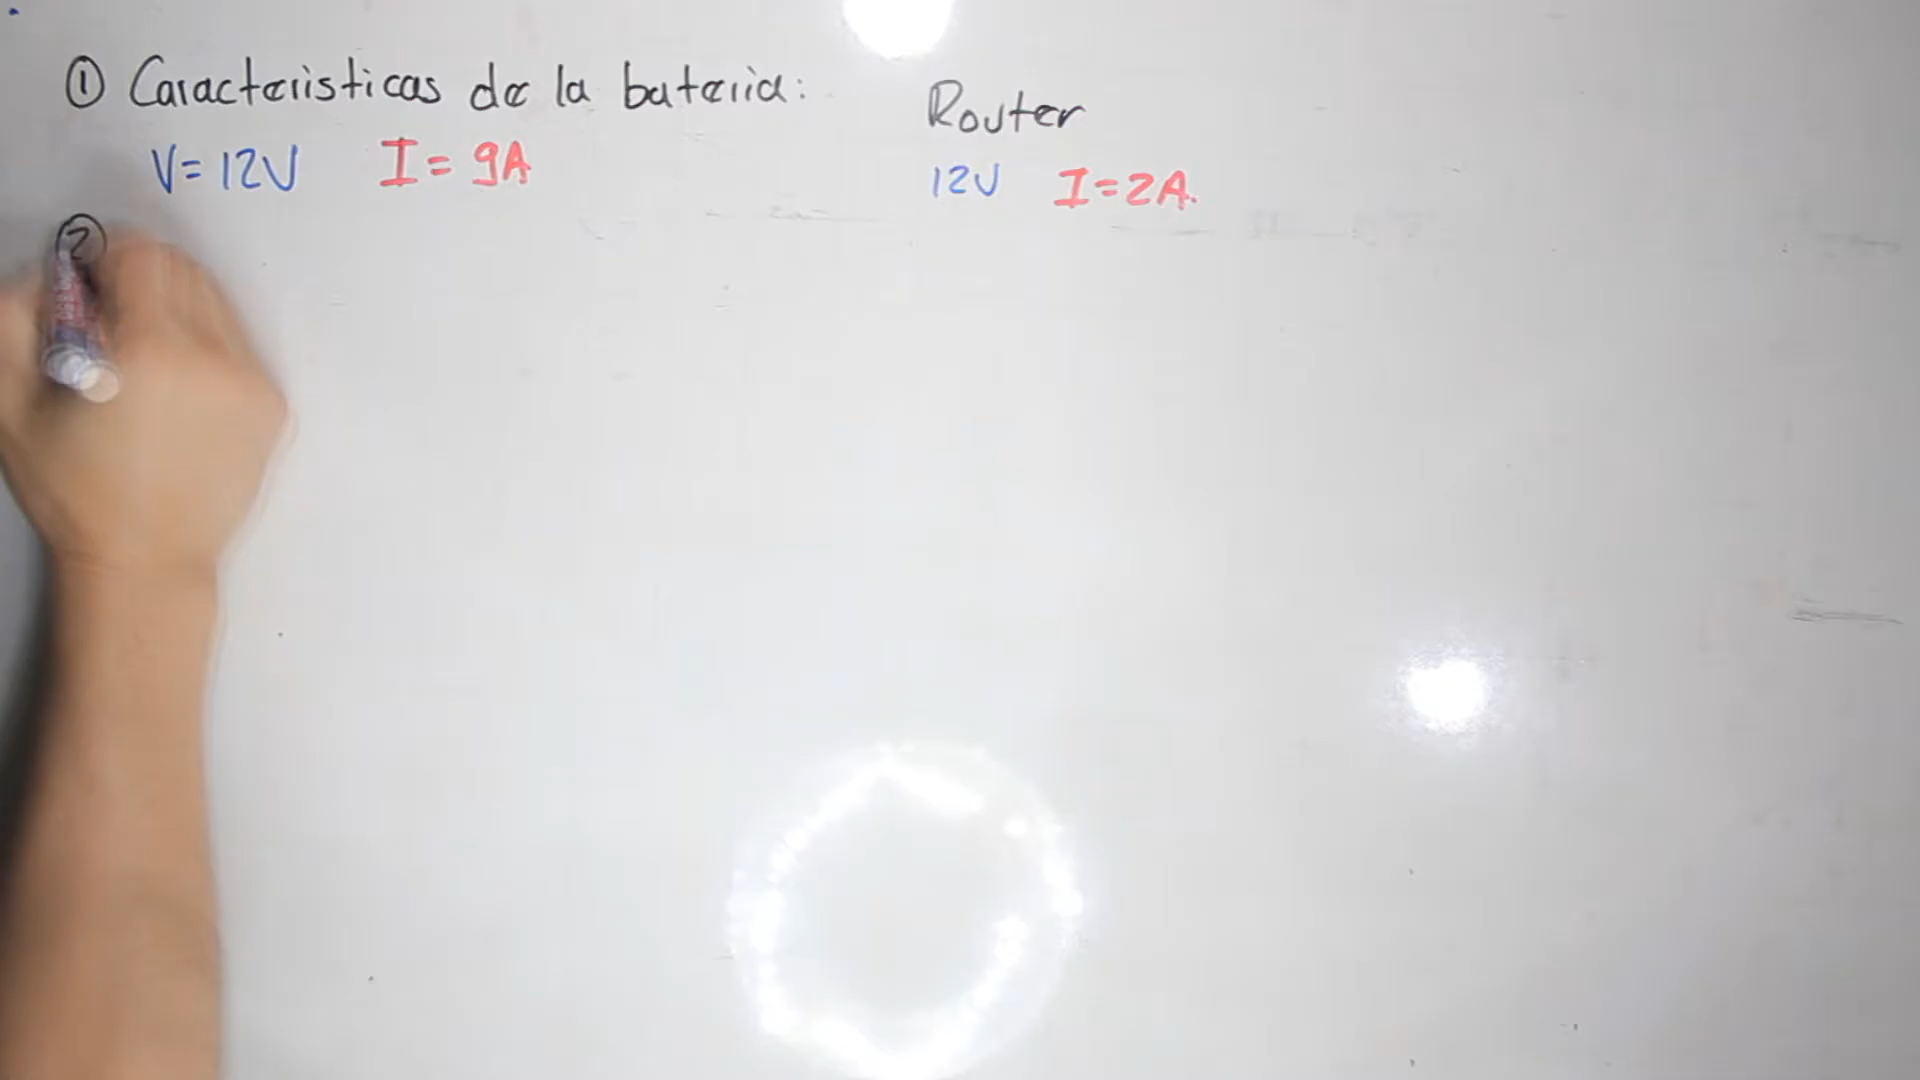 ① Caracteristicas de la bateria:
V=12V I=9A
Router
12V I=2A.
②